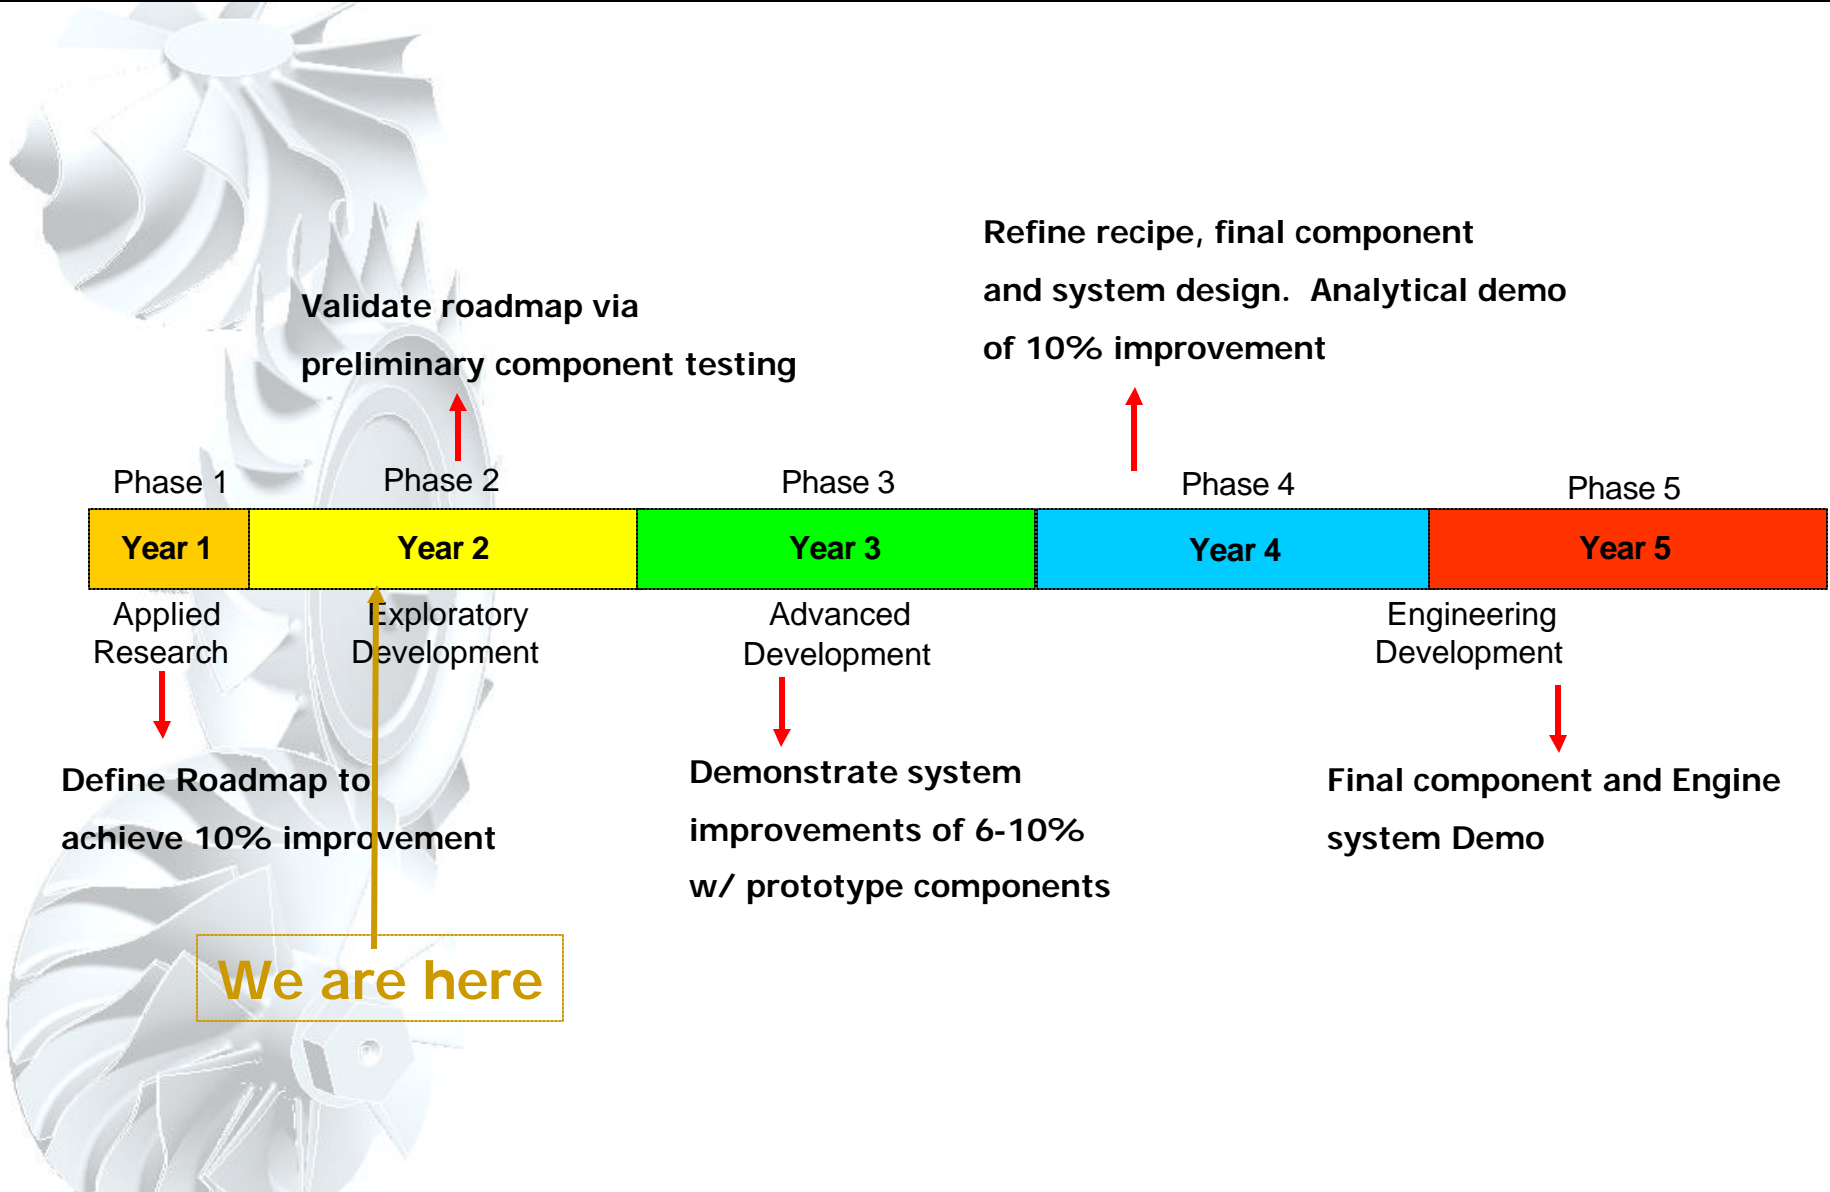 Refine recipe, final component
and system design.  Analytical demo
of 10% improvement
Validate roadmap via
preliminary component testing
Phase 1
Phase 2
Phase 3
Phase 4
Phase 5
Year 1
Year 2
Year 3
Year 4
Year 5
Applied
Research
Exploratory
Development
Advanced
Development
Engineering
Development
Define Roadmap to
achieve 10% improvement
Demonstrate system
improvements of 6-10%
w/ prototype components
Final component and Engine
system Demo
We are here